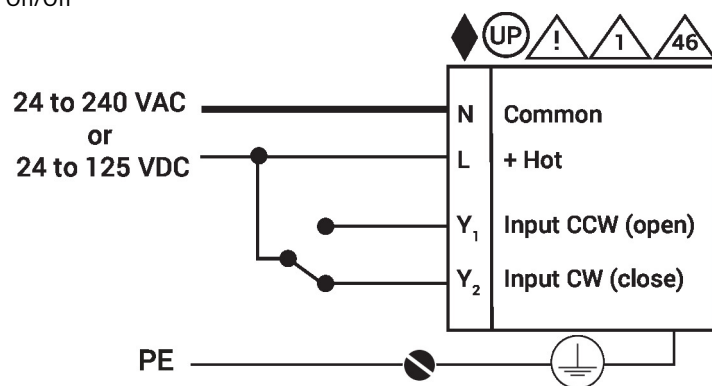 On/Off
UP ! 1 46
24 to 240 VAC
or
24 to 125 VDC
N Common
L + Hot
Y1 Input CCW (open)
Y2 Input CW (close)
PE